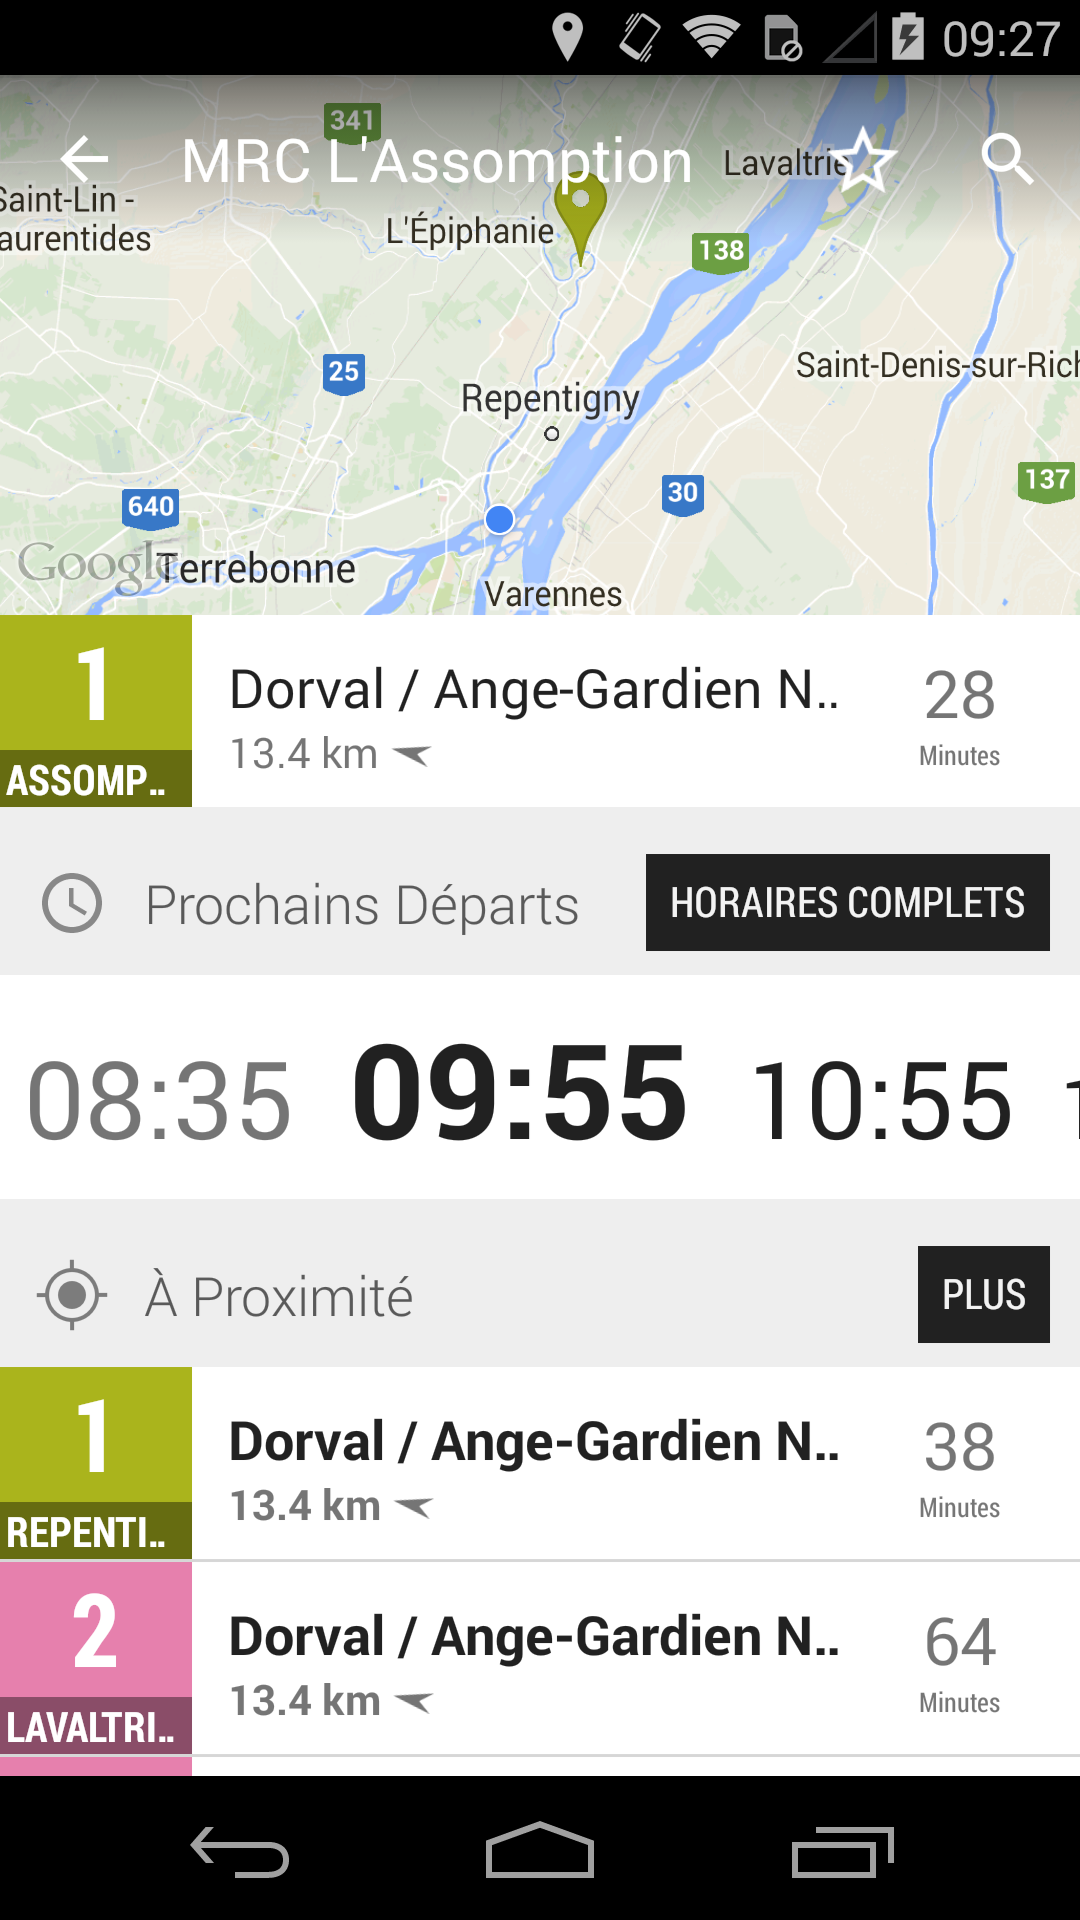 09:27
341
MRC L'Assomption
Lavaltrie
Saint-Lin -
aurentides
L'Épiphanie
138
25
Saint-Denis-sur-Rich
Repentigny
137
30
640
Google
Terrebonne
Varennes
1
ASSOMP..
Dorval / Ange-Gardien N..
13.4 km
28
Minutes
Prochains Départs
HORAIRES COMPLETS
08:35
09:55
10:55
1
À Proximité
PLUS
1
REPENTI..
Dorval / Ange-Gardien N..
13.4 km
38
Minutes
2
LAVALTRI..
Dorval / Ange-Gardien N..
13.4 km
64
Minutes